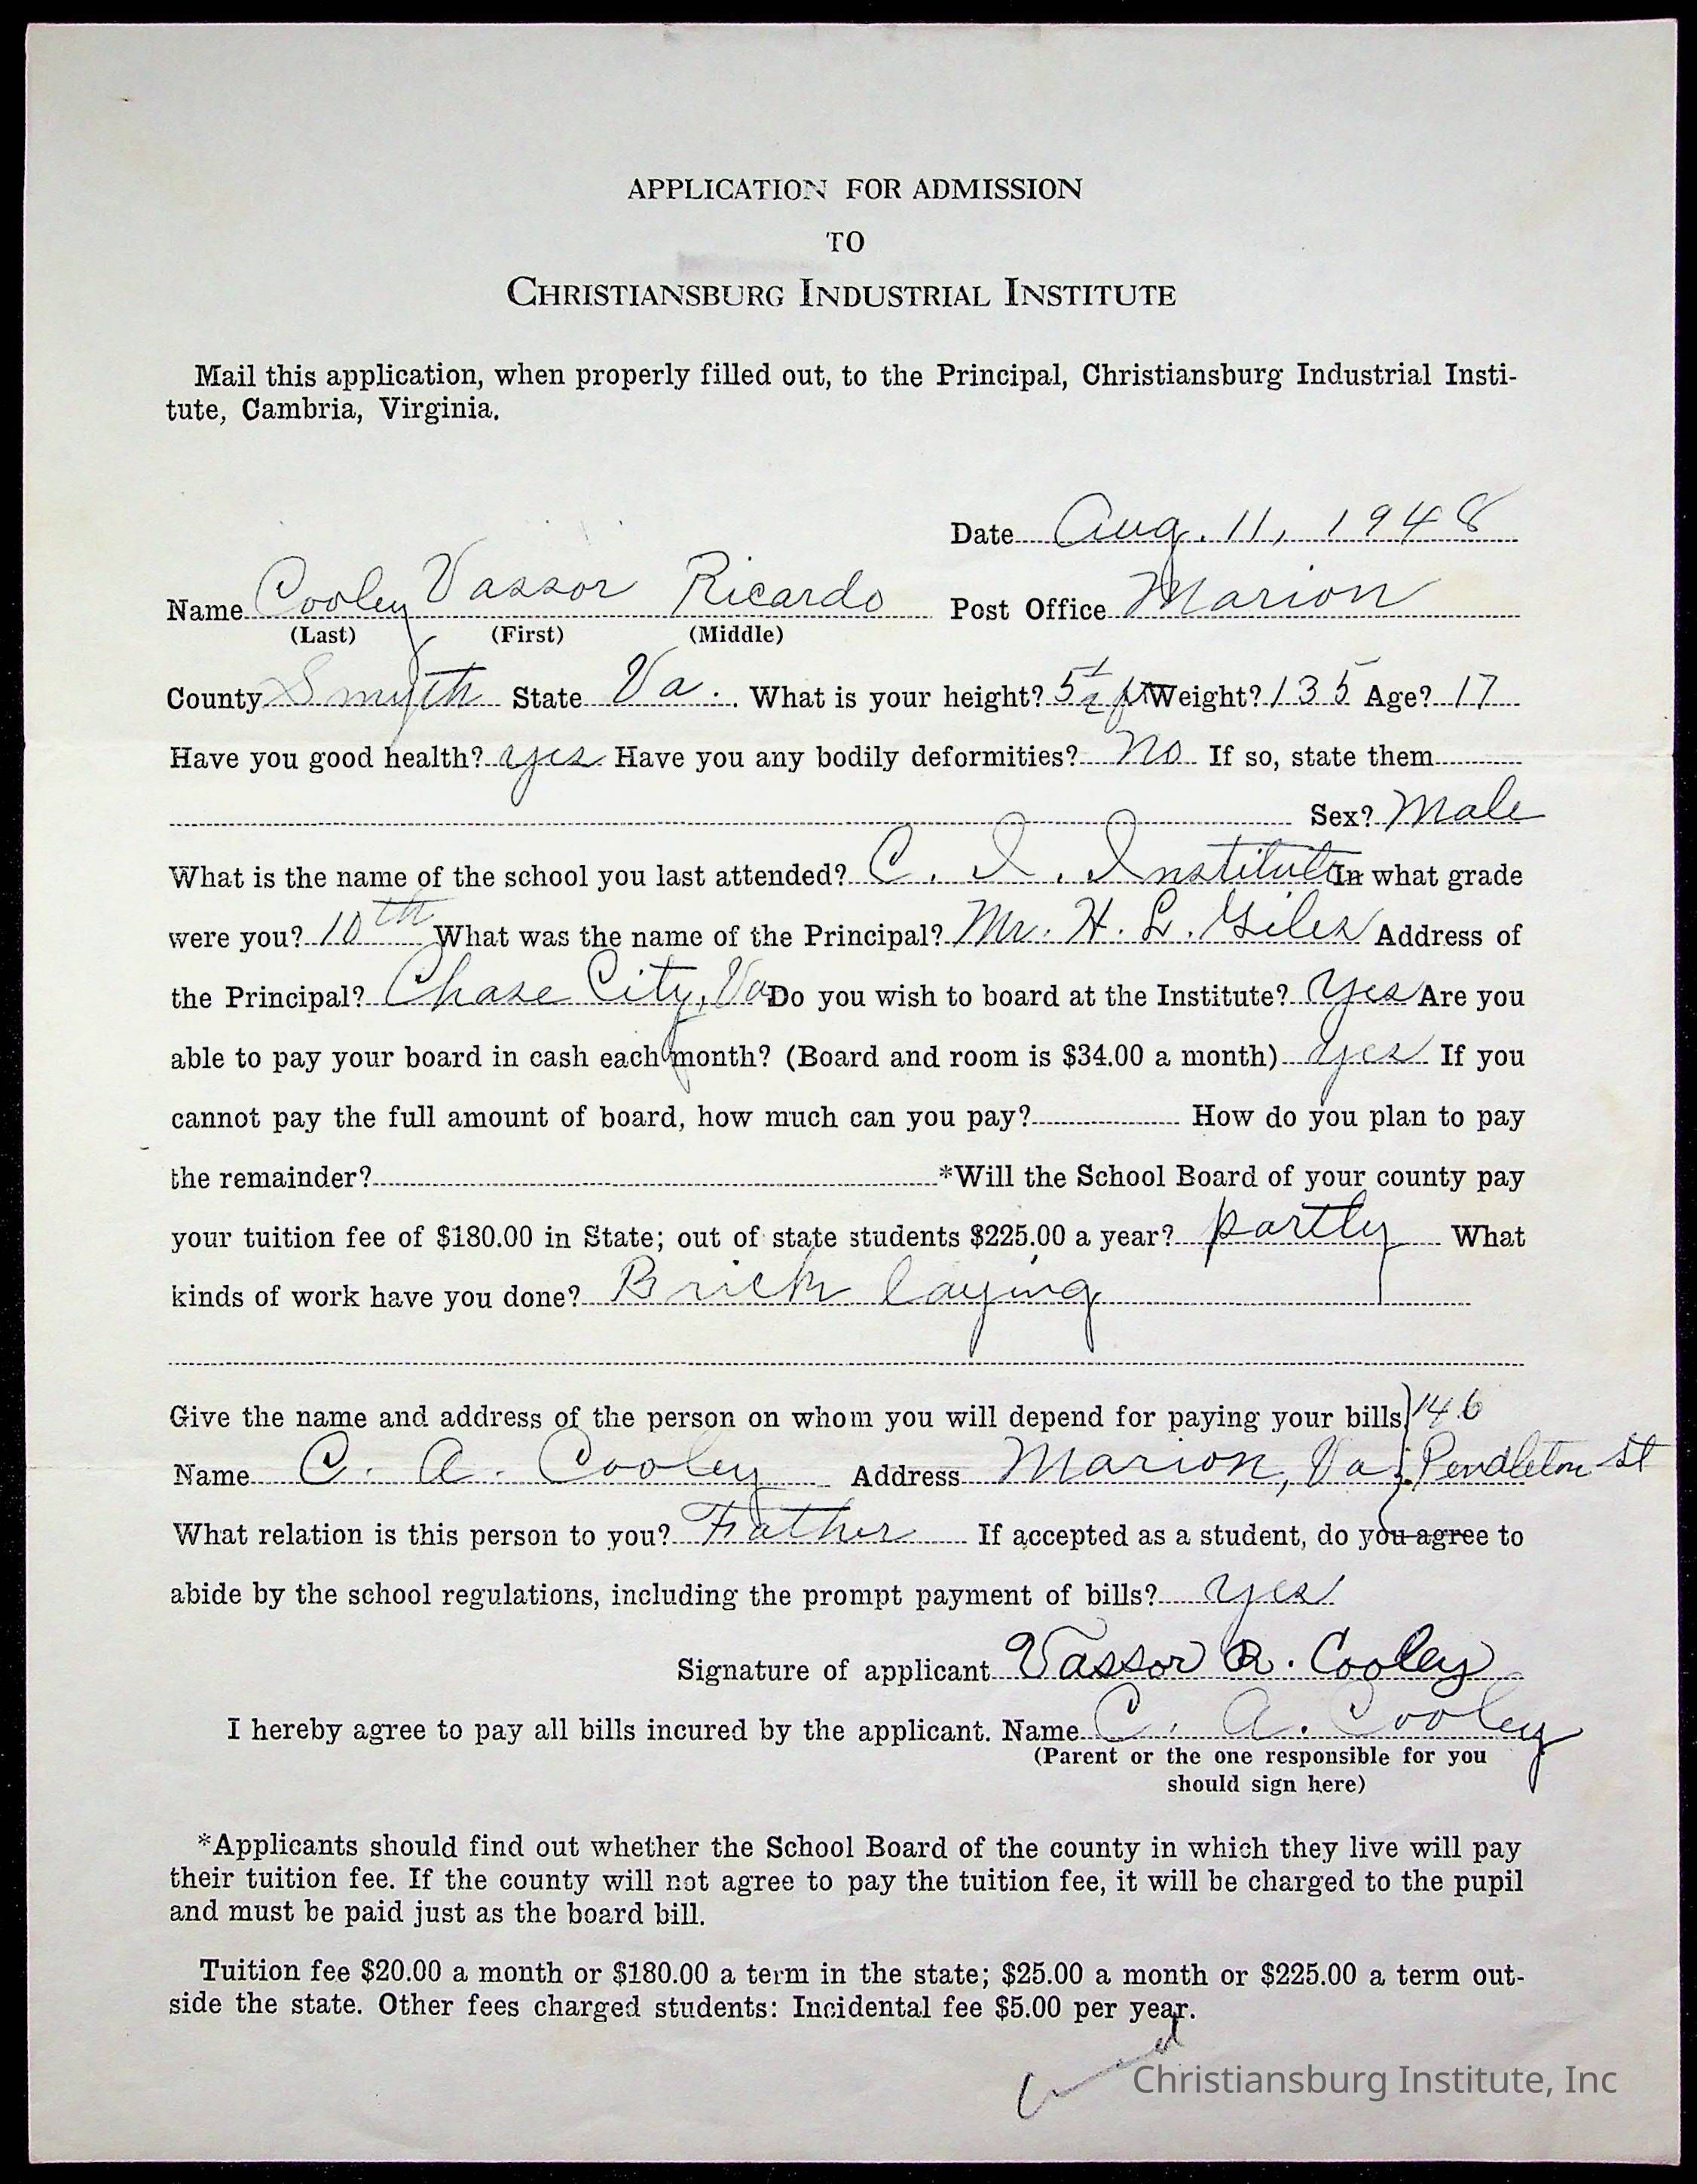 APPLICATION FOR ADMISSION
TO
CHRISTIANSBURG INDUSTRIAL INSTITUTE
Mail this application, when properly filled out, to the Principal, Christiansburg Industrial Insti-
tute, Cambria, Virginia.
Date Aug. 11, 1948
Name Cooley Vassor Ricardo Post Office Marion
(Last) (First) (Middle)
County Smyth State Va. What is your height? 5 1/2 ft Weight? 135 Age? 17
Have you good health? yes Have you any bodily deformities? No If so, state them
Sex? Male
What is the name of the school you last attended? C. I. Institute In what grade
were you? 10th What was the name of the Principal? Mr. H. L. Giles Address of
the Principal? Chase City, Va Do you wish to board at the Institute? Yes Are you
able to pay your board in cash each month? (Board and room is $34.00 a month) yes If you
cannot pay the full amount of board, how much can you pay? How do you plan to pay
the remainder? *Will the School Board of your county pay
your tuition fee of $180.00 in State; out of state students $225.00 a year? partly What
kinds of work have you done? Brick laying
Give the name and address of the person on whom you will depend for paying your bills. 146
Name C. A. Cooley Address Marion, Va. Pendleton St
What relation is this person to you? Father If accepted as a student, do you agree to
abide by the school regulations, including the prompt payment of bills? yes
Signature of applicant Vassor R. Cooley
I hereby agree to pay all bills incured by the applicant. Name C. A. Cooley
(Parent or the one responsible for you
should sign here)
*Applicants should find out whether the School Board of the county in which they live will pay
their tuition fee. If the county will not agree to pay the tuition fee, it will be charged to the pupil
and must be paid just as the board bill.
Tuition fee $20.00 a month or $180.00 a term in the state; $25.00 a month or $225.00 a term out-
side the state. Other fees charged students: Incidental fee $5.00 per year.
Christiansburg Institute, Inc